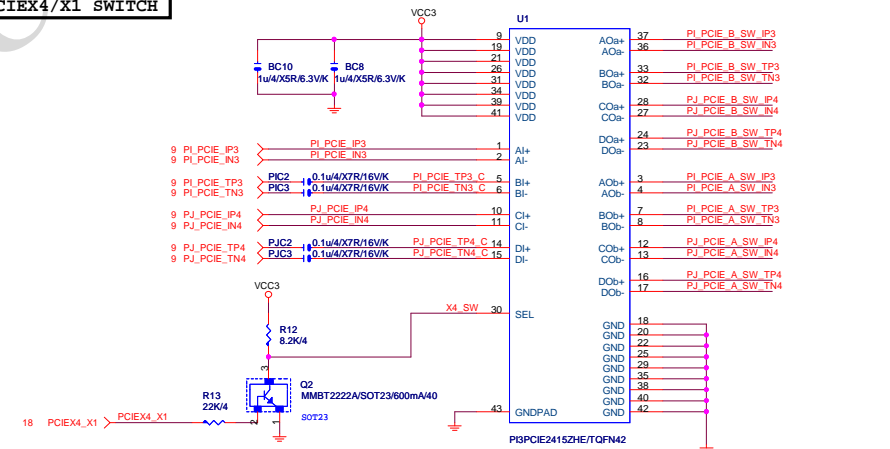 PCIEX4/X1 SWITCH
VCC3
U1
BC10
1u/4/X5R/6.3V/K
BC8
1u/4/X5R/6.3V/K
9 VDD
19 VDD
21 VDD
26 VDD
31 VDD
34 VDD
39 VDD
41 VDD
AOa+ 37 PI_PCIE_B_SW_IP3
AOa- 36 PI_PCIE_B_SW_IN3
BOa+ 33 PI_PCIE_B_SW_TP3
BOa- 32 PI_PCIE_B_SW_TN3
COa+ 28 PJ_PCIE_B_SW_IP4
COa- 27 PJ_PCIE_B_SW_IN4
DOa+ 24 PJ_PCIE_B_SW_TP4
DOa- 23 PJ_PCIE_B_SW_TN4
9 PI_PCIE_IP3 PI_PCIE_IP3 1 AI+
9 PI_PCIE_IN3 PI_PCIE_IN3 2 AI-
9 PI_PCIE_TP3 PIC2 0.1u/4/X7R/16V/K PI_PCIE_TP3_C 5 BI+
9 PI_PCIE_TN3 PIC3 0.1u/4/X7R/16V/K PI_PCIE_TN3_C 6 BI-
9 PJ_PCIE_IP4 PJ_PCIE_IP4 10 CI+
9 PJ_PCIE_IN4 PJ_PCIE_IN4 11 CI-
9 PJ_PCIE_TP4 PJC2 0.1u/4/X7R/16V/K PJ_PCIE_TP4_C 14 DI+
9 PJ_PCIE_TN4 PJC3 0.1u/4/X7R/16V/K PJ_PCIE_TN4_C 15 DI-
AOb+ 3 PI_PCIE_A_SW_IP3
AOb- 4 PI_PCIE_A_SW_IN3
BOb+ 7 PI_PCIE_A_SW_TP3
BOb- 8 PI_PCIE_A_SW_TN3
COb+ 12 PJ_PCIE_A_SW_IP4
COb- 13 PJ_PCIE_A_SW_IN4
DOb+ 16 PJ_PCIE_A_SW_TP4
DOb- 17 PJ_PCIE_A_SW_TN4
VCC3
R12
8.2K/4
X4_SW 30 SEL
GND 18
GND 20
GND 22
GND 25
GND 29
GND 35
GND 38
GND 40
GND 42
3
Q2
MMBT2222A/SOT23/600mA/40
SOT23
2
1
R13
22K/4
18 PCIEX4_X1 PCIEX4_X1
43 GNDPAD
PI3PCIE2415ZHE/TQFN42